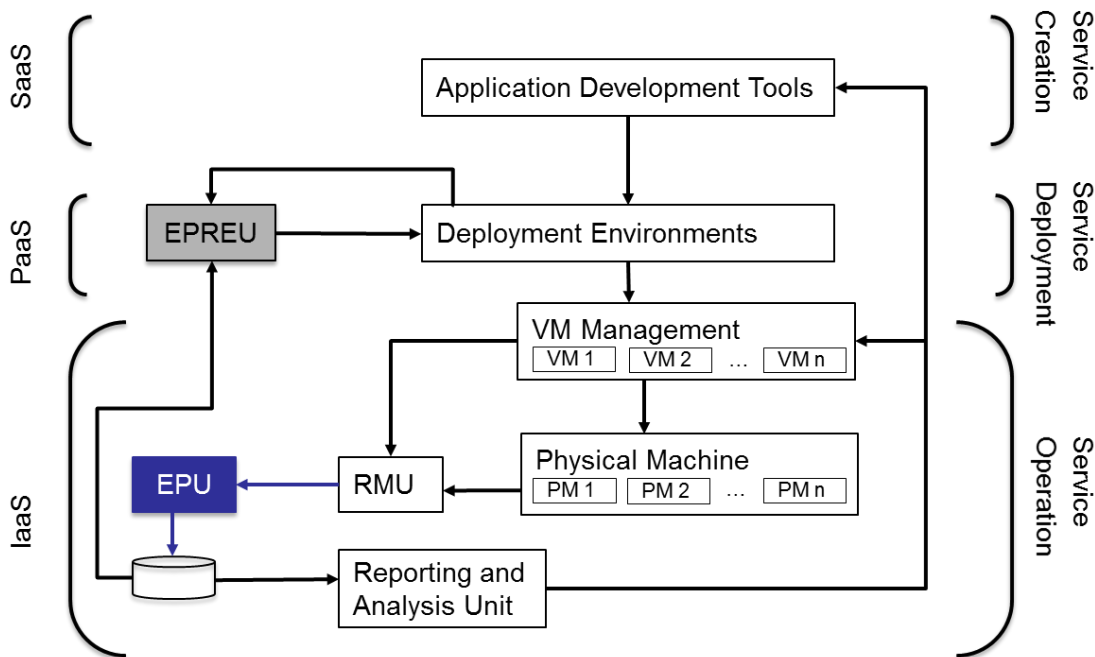 SaaS
Service
Creation
Application Development Tools
PaaS
EPREU
Deployment Environments
Service
Deployment
IaaS
VM Management
VM 1 VM 2 ... VM n
Physical Machine
PM 1 PM 2 ... PM n
EPU
RMU
Reporting and
Analysis Unit
Service
Operation